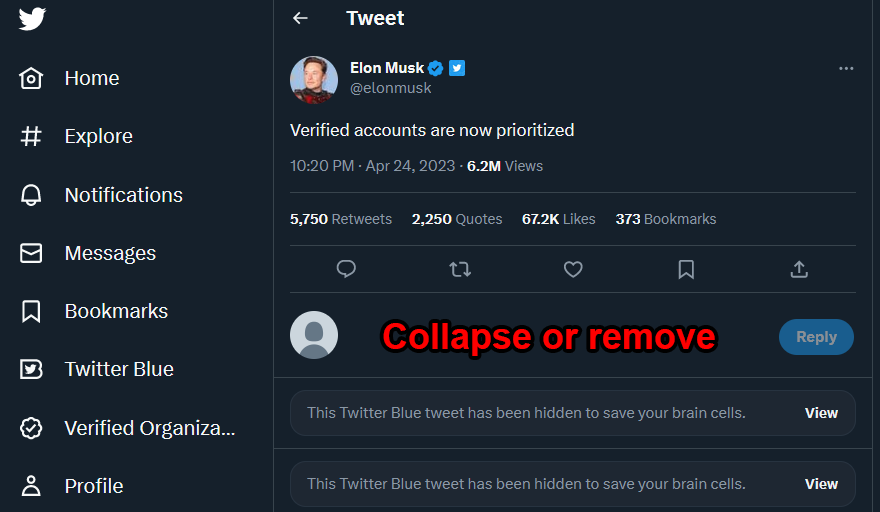 Tweet
Home
Explore
Notifications
Messages
Bookmarks
Twitter Blue
Verified Organiza...
Profile
Elon Musk
@elonmusk
Verified accounts are now prioritized
10:20 PM · Apr 24, 2023 · 6.2M Views
5,750 Retweets 2,250 Quotes 67.2K Likes 373 Bookmarks
Collapse or remove Reply
This Twitter Blue tweet has been hidden to save your brain cells. View
This Twitter Blue tweet has been hidden to save your brain cells. View